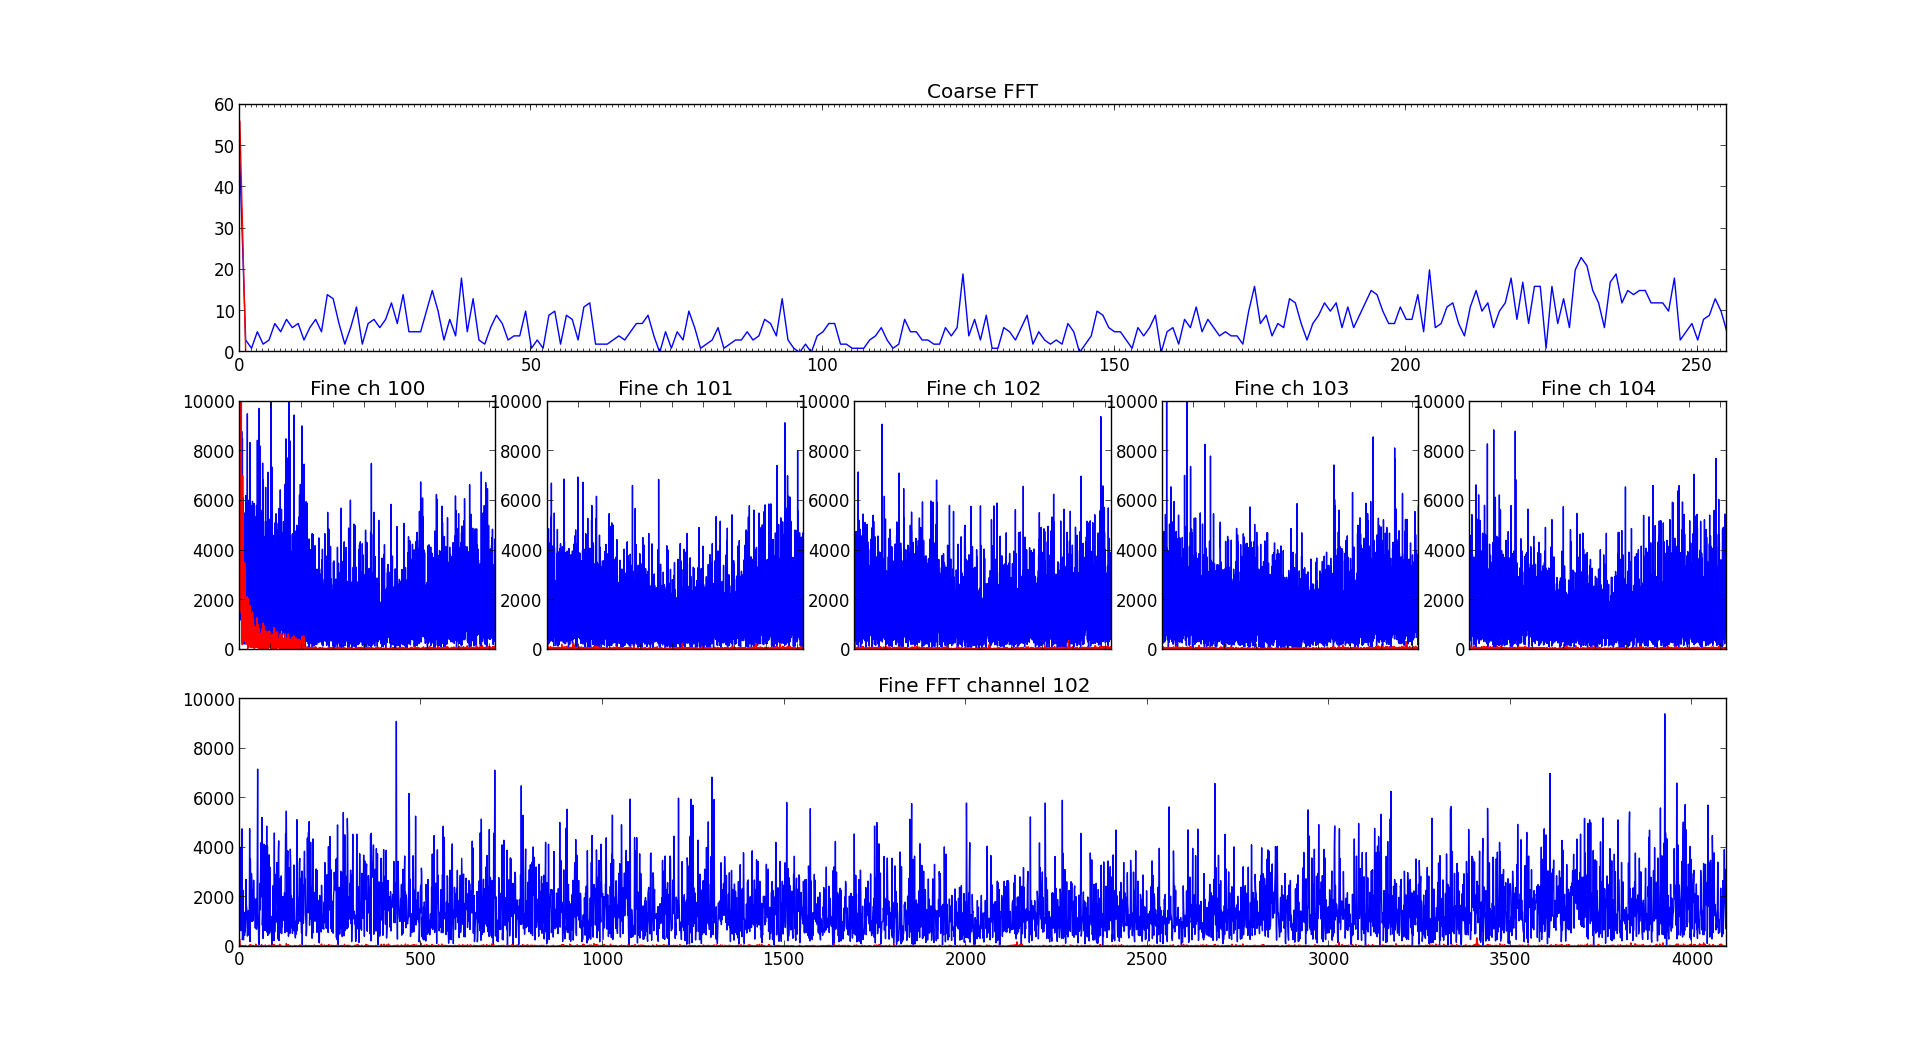 Coarse FFT
60
50
40
30
20
10
0
0 50 100 150 200 250
Fine ch 100 Fine ch 101 Fine ch 102 Fine ch 103 Fine ch 104
10000 10000 10000 10000 10000
8000 8000 8000 8000 8000
6000 6000 6000 6000 6000
4000 4000 4000 4000 4000
2000 2000 2000 2000 2000
0 0 0 0 0
Fine FFT channel 102
10000
8000
6000
4000
2000
0
0 500 1000 1500 2000 2500 3000 3500 4000